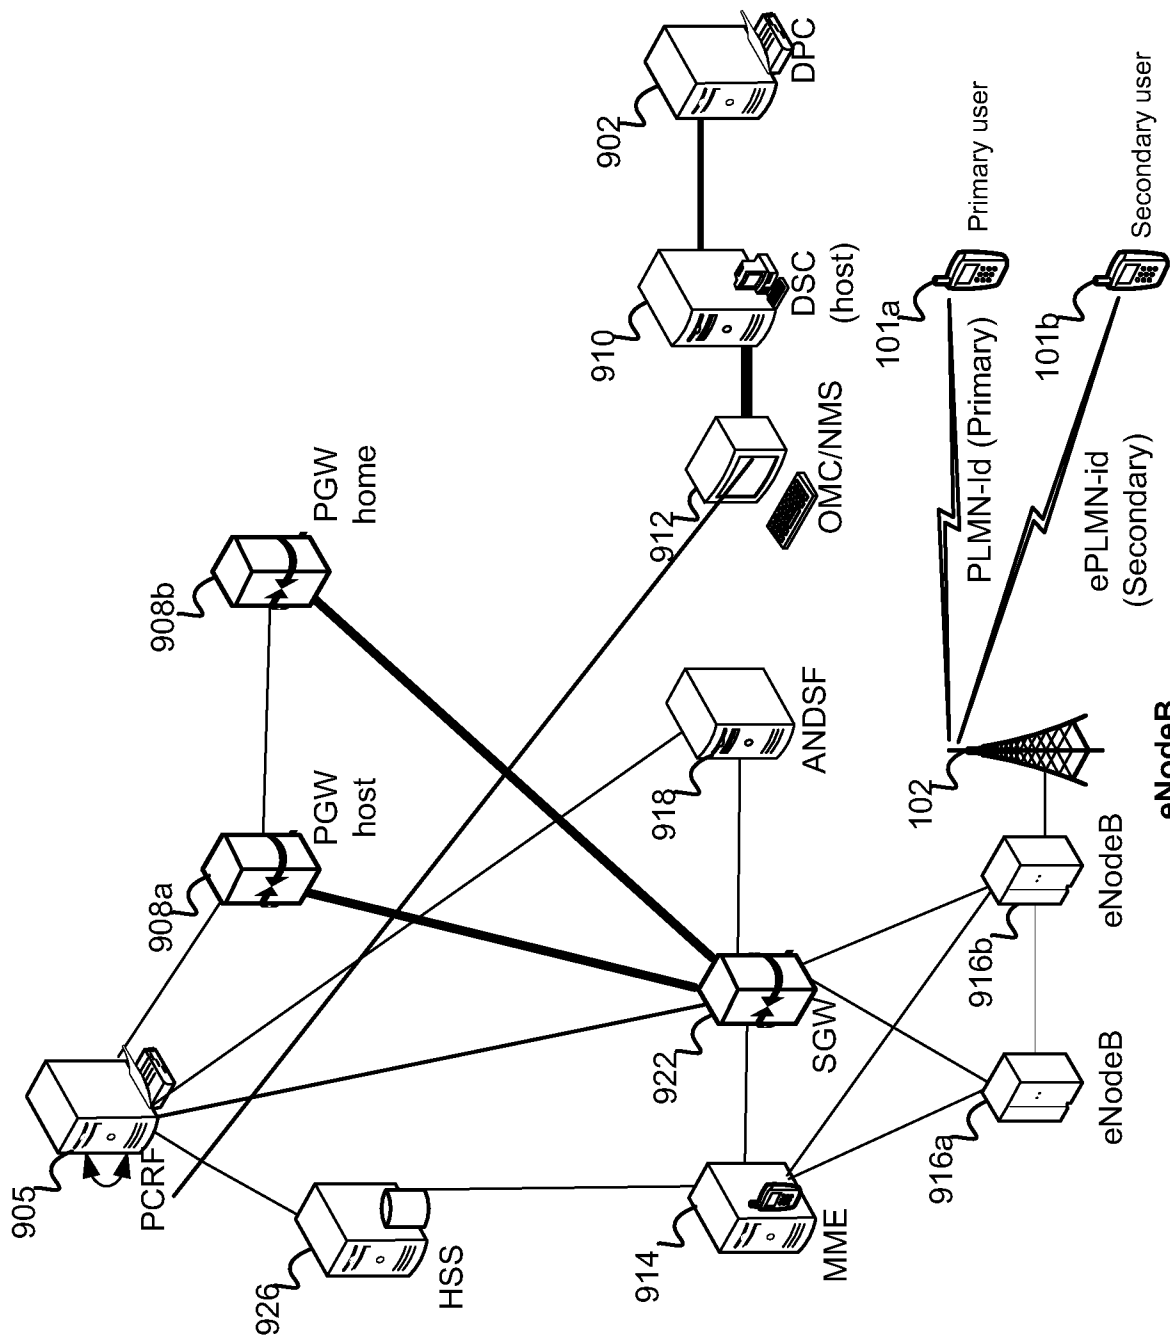 905
PCRF
926
HSS
908a
PGW
host
908b
PGW
home
914
MME
922
SGW
918
ANDSF
912
OMC/NMS
910
DSC
(host)
902
DPC
916a
eNodeB
916b
eNodeB
102
eNodeB
PLMN-Id (Primary)
ePLMN-id
(Secondary)
101a
Primary user
101b
Secondary user